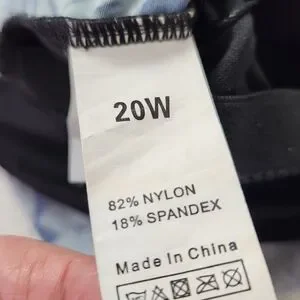 20W
82% NYLON
18% SPANDEX
Made In China